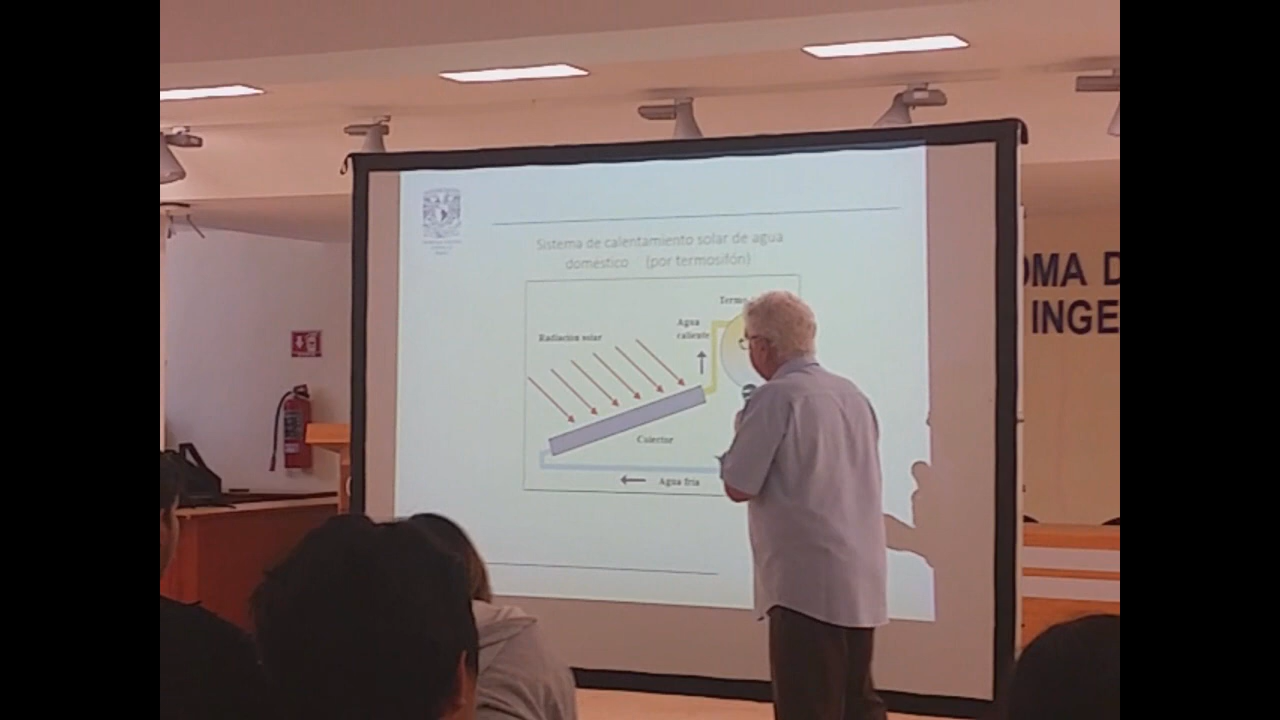 Sistema de calentamiento solar de agua
doméstico (por termosifón)
Termo
Agua
caliente
Radiación solar
Colector
Agua fría
OMA D
INGE